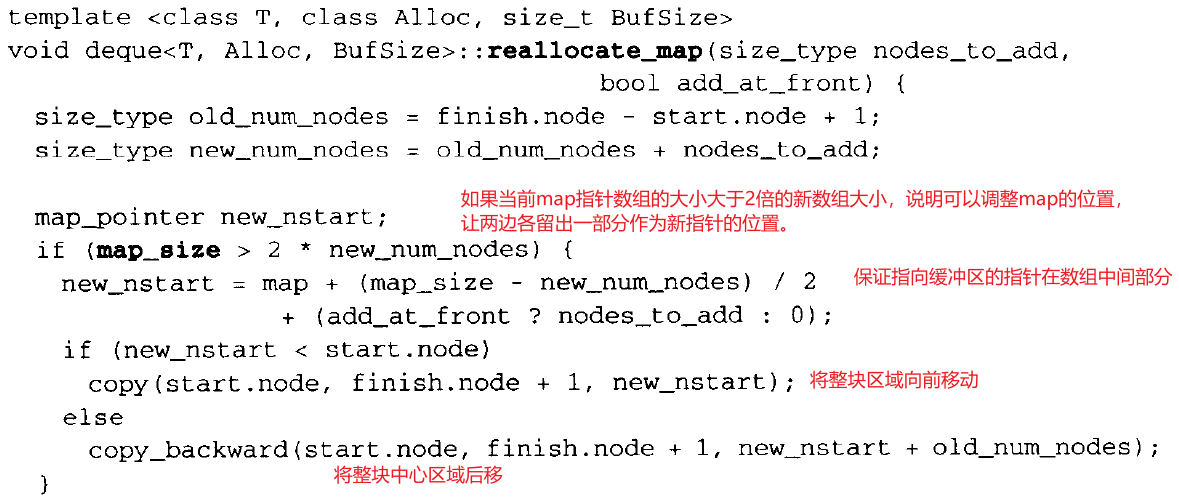 template <class T, class Alloc, size_t BufSize>
void deque<T, Alloc, BufSize>::reallocate_map(size_type nodes_to_add,
bool add_at_front) {
size_type old_num_nodes = finish.node - start.node + 1;
size_type new_num_nodes = old_num_nodes + nodes_to_add;
如果当前map指针数组的大小大于2倍的新数组大小，说明可以调整map的位置，
让两边各留出一部分作为新指针的位置。
map_pointer new_nstart;
if (map_size > 2 * new_num_nodes) {
new_nstart = map + (map_size - new_num_nodes) / 2 保证指向缓冲区的指针在数组中间部分
+ (add_at_front ? nodes_to_add : 0);
if (new_nstart < start.node)
copy(start.node, finish.node + 1, new_nstart); 将整块区域向前移动
else
copy_backward(start.node, finish.node + 1, new_nstart + old_num_nodes);
将整块中心区域后移
}